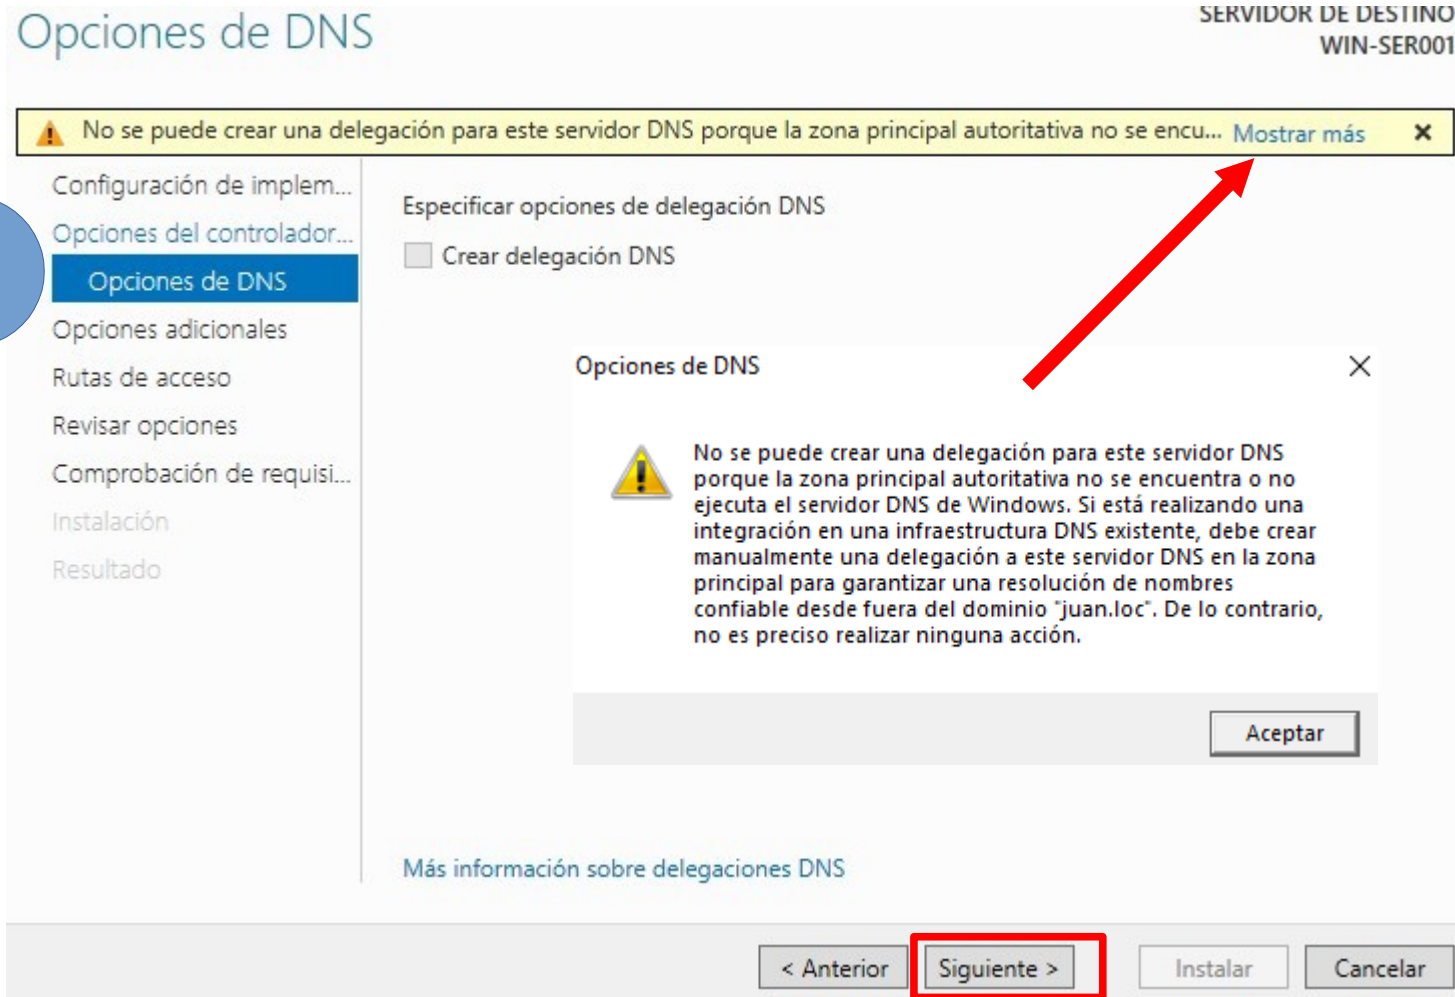 Opciones de DNS
SERVIDOR DE DESTINO
WIN-SER001
No se puede crear una delegación para este servidor DNS porque la zona principal autoritativa no se encu... Mostrar más
Configuración de implem...
Opciones del controlador...
Opciones de DNS
Opciones adicionales
Rutas de acceso
Revisar opciones
Comprobación de requisi...
Instalación
Resultado
Especificar opciones de delegación DNS
Crear delegación DNS
Opciones de DNS
No se puede crear una delegación para este servidor DNS
porque la zona principal autoritativa no se encuentra o no
ejecuta el servidor DNS de Windows. Si está realizando una
integración en una infraestructura DNS existente, debe crear
manualmente una delegación a este servidor DNS en la zona
principal para garantizar una resolución de nombres
confiable desde fuera del dominio "juan.loc". De lo contrario,
no es preciso realizar ninguna acción.
Aceptar
Más información sobre delegaciones DNS
< Anterior
Siguiente >
Instalar
Cancelar